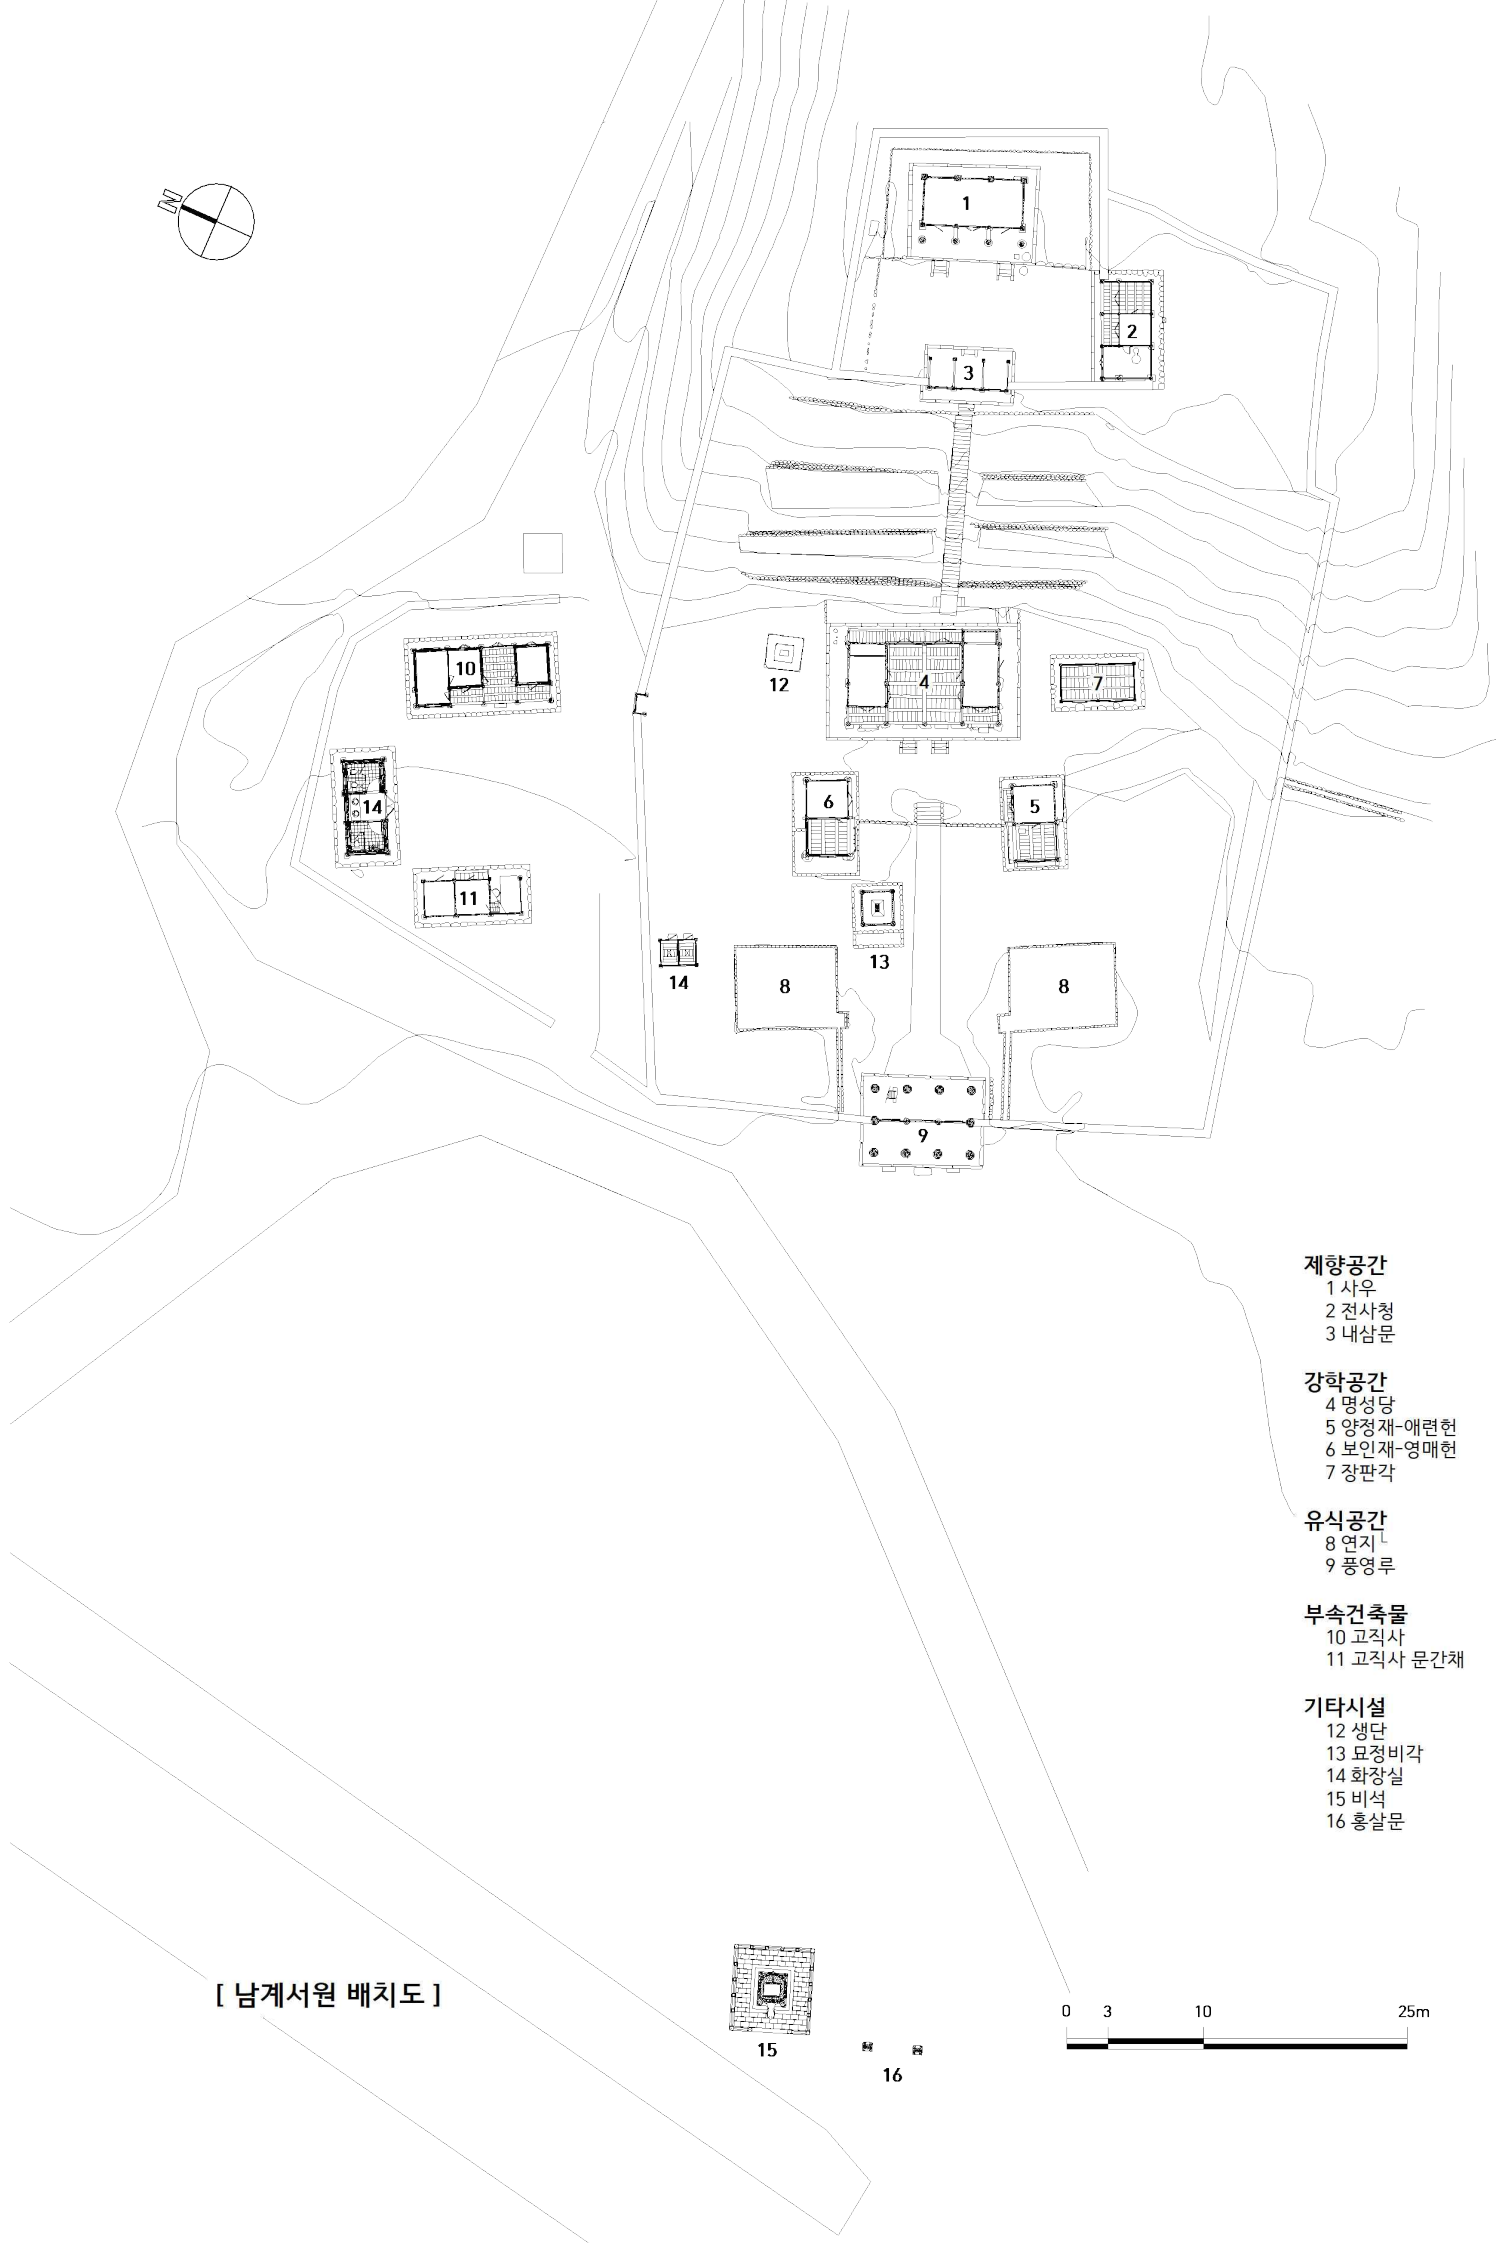 N
1
2
3
4
12
7
10
6
5
14
11
13
14
8
8
9
제향공간
1 사우
2 전사청
3 내삼문
강학공간
4 명성당
5 양정재-애련헌
6 보인재-영매헌
7 장판각
유식공간
8 연지
9 풍영루
부속건축물
10 고직사
11 고직사 문간채
기타시설
12 생단
13 묘정비각
14 화장실
15 비석
16 홍살문
[ 남계서원 배치도 ]
0 3 10 25m
15
16